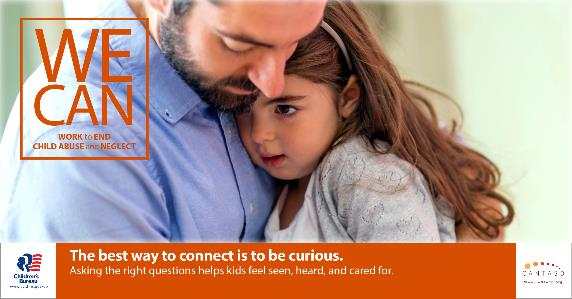 WE
CAN
WORK to END
CHILD ABUSE and NEGLECT
The best way to connect is to be curious.
Asking the right questions helps kids feel seen, heard, and cared for.
Children's
Bureau
CANTASD